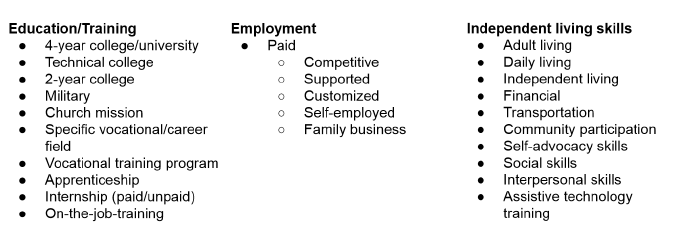 Education/Training
● 4-year college/university
● Technical college
● 2-year college
● Military
● Church mission
● Specific vocational/career
field
● Vocational training program
● Apprenticeship
● Internship (paid/unpaid)
● On-the-job-training
Employment
● Paid
○ Competitive
○ Supported
○ Customized
○ Self-employed
○ Family business
Independent living skills
● Adult living
● Daily living
● Independent living
● Financial
● Transportation
● Community participation
● Self-advocacy skills
● Social skills
● Interpersonal skills
● Assistive technology
training